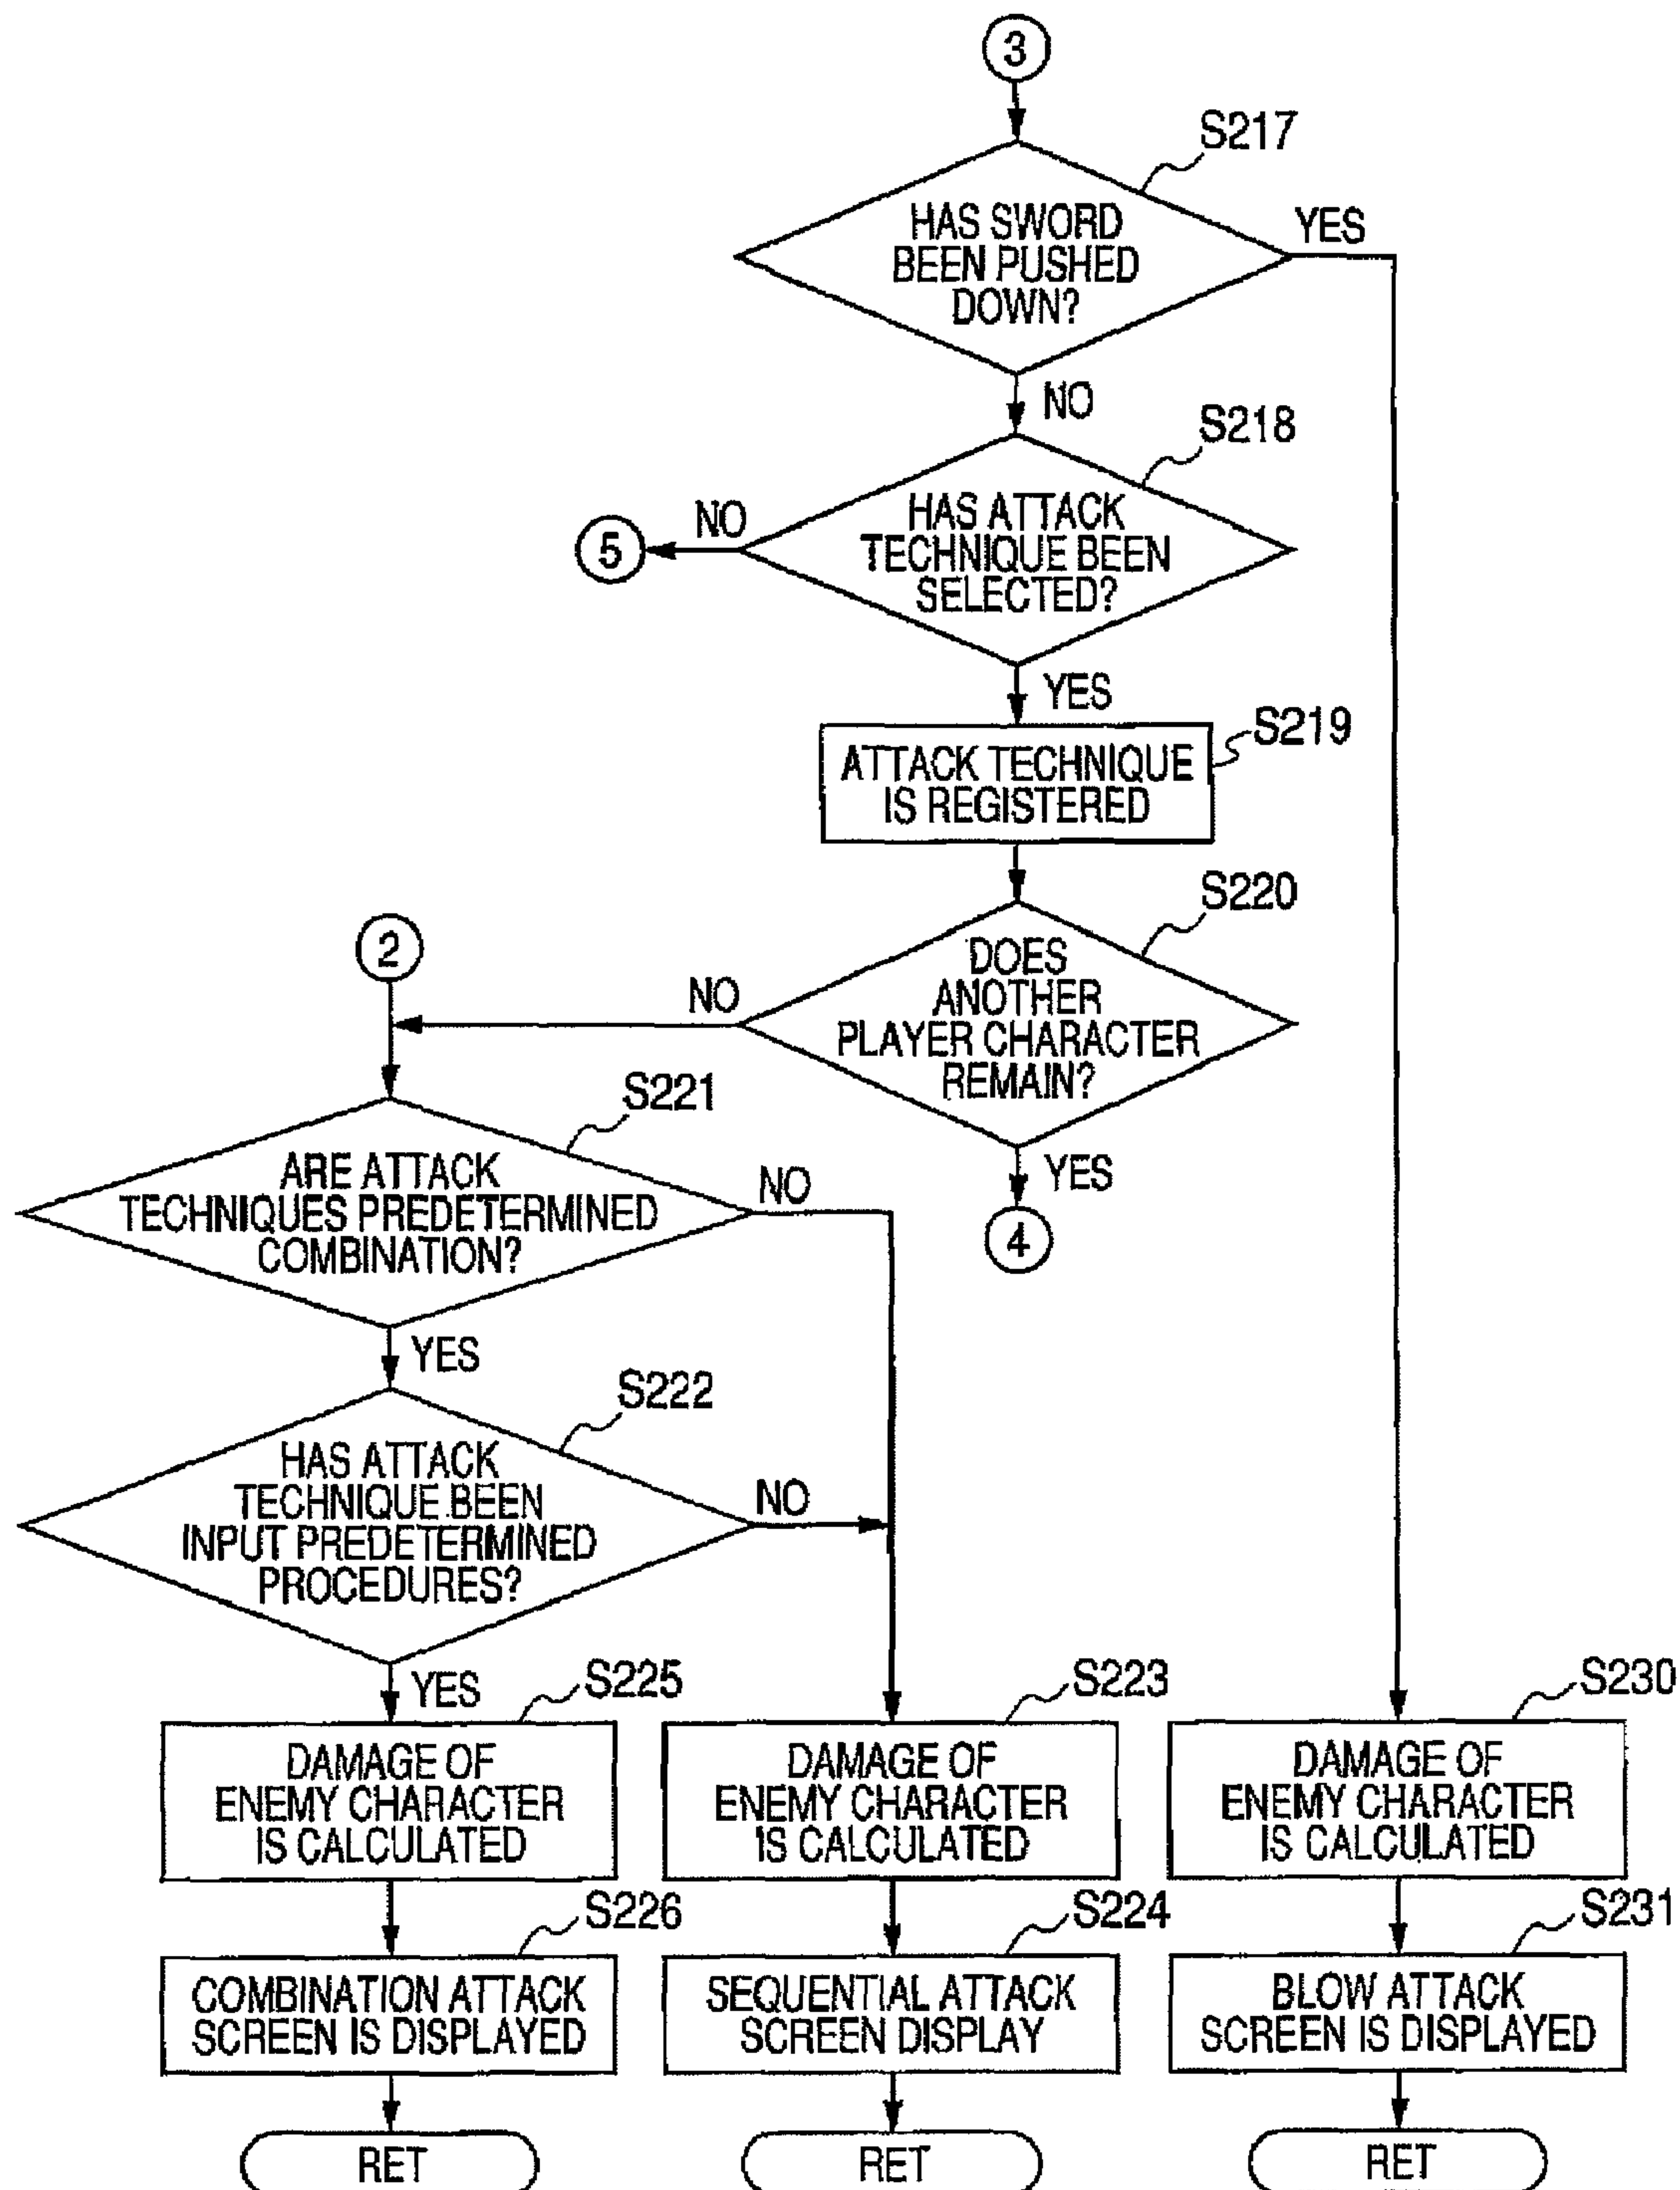 3
S217
HAS SWORD
BEEN PUSHED
DOWN?
YES
NO
S218
HAS ATTACK
TECHNIQUE BEEN
SELECTED?
NO
5
YES
S219
ATTACK TECHNIQUE
IS REGISTERED
S220
DOES
ANOTHER
PLAYER CHARACTER
REMAIN?
NO
2
YES
4
S221
ARE ATTACK
TECHNIQUES PREDETERMINED
COMBINATION?
NO
YES
S222
HAS ATTACK
TECHNIQUE BEEN
INPUT PREDETERMINED
PROCEDURES?
NO
YES
S225
DAMAGE OF
ENEMY CHARACTER
IS CALCULATED
S223
DAMAGE OF
ENEMY CHARACTER
IS CALCULATED
S230
DAMAGE OF
ENEMY CHARACTER
IS CALCULATED
S226
COMBINATION ATTACK
SCREEN IS DISPLAYED
S224
SEQUENTIAL ATTACK
SCREEN DISPLAY
S231
BLOW ATTACK
SCREEN IS DISPLAYED
RET
RET
RET